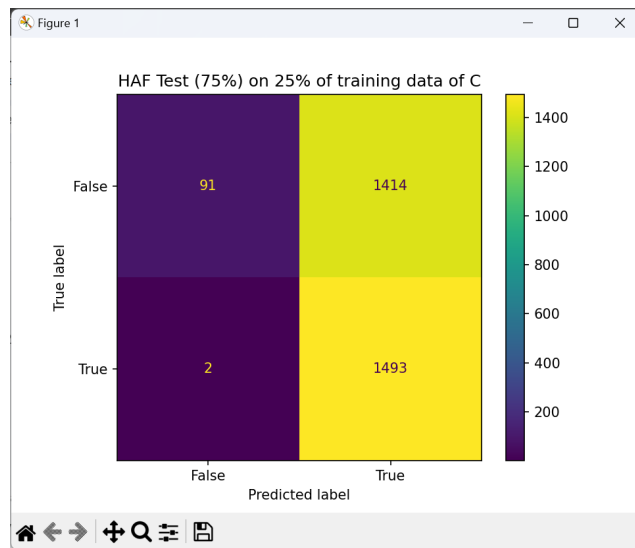 Figure 1
HAF Test (75%) on 25% of training data of C
False
91
1414
True
2
1493
True label
False
True
Predicted label
1400
1200
1000
800
600
400
200